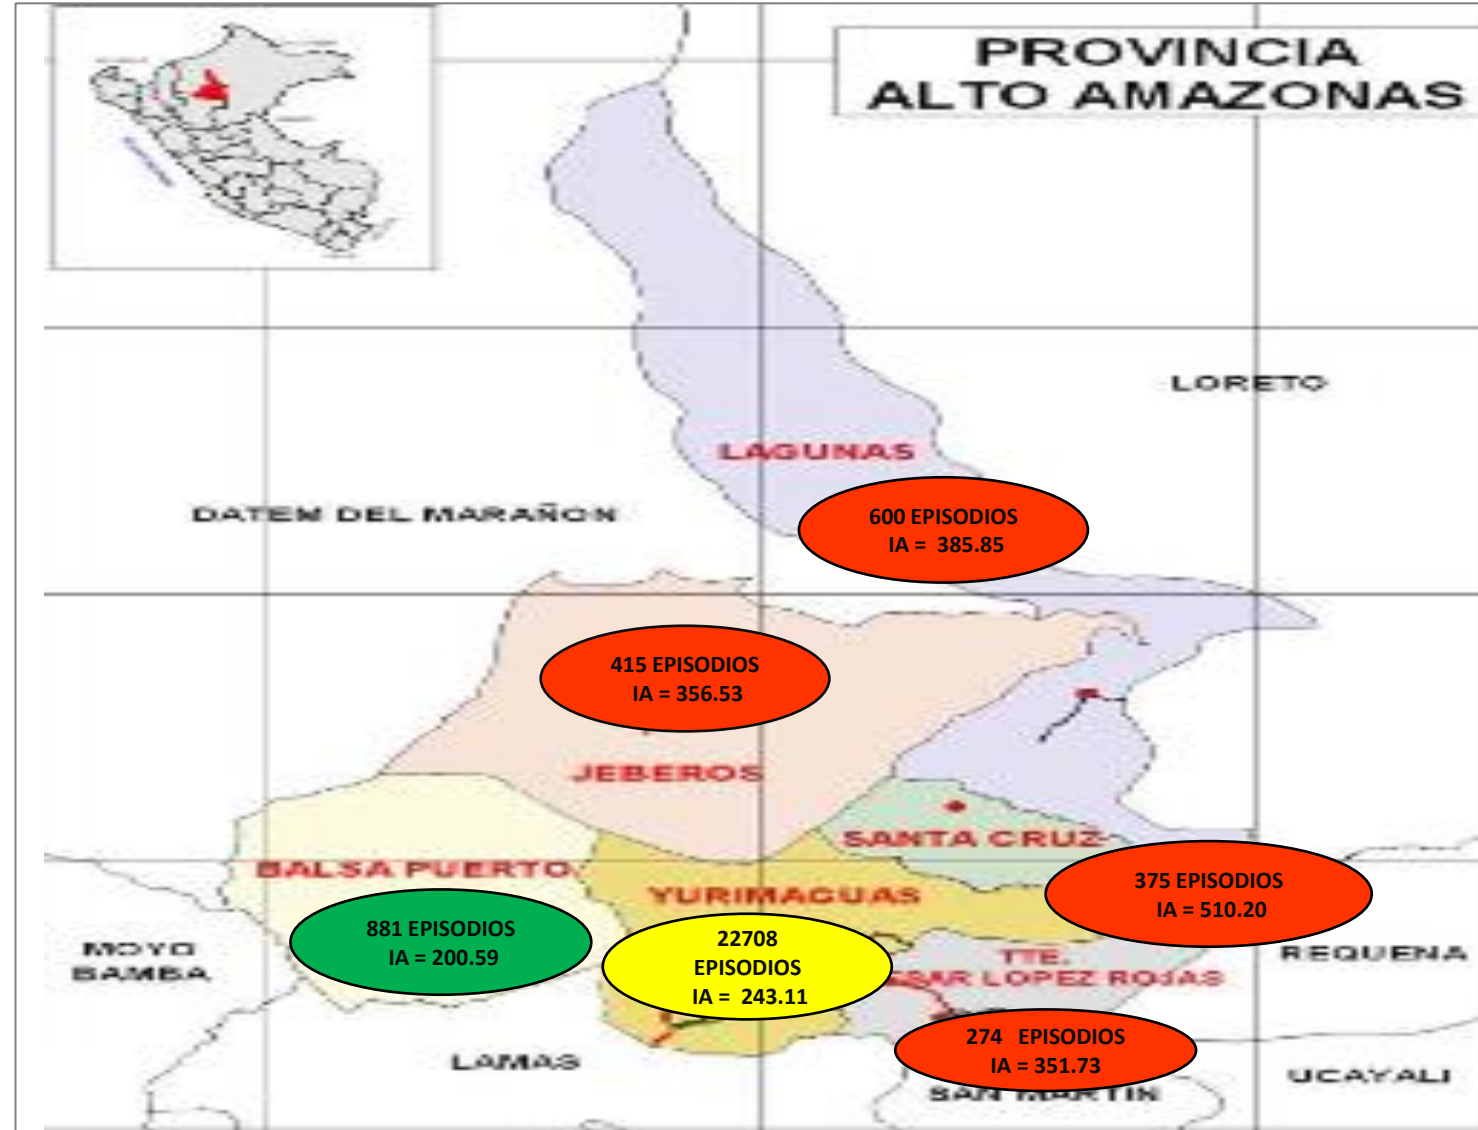 PROVINCIA
ALTO AMAZONAS
LORETO
LAGUNAS
DATEM DEL MARAÑON
600 EPISODIOS
IA = 385.85
415 EPISODIOS
IA = 356.53
JEBEROS
SANTA CRUZ
BALSA PUERTO
YURIMAGUAS
375 EPISODIOS
IA = 510.20
881 EPISODIOS
IA = 200.59
22708
EPISODIOS
IA = 243.11
MOYO
BAMBA
TTE.
LOPEZ ROJAS
REQUENA
274 EPISODIOS
IA = 351.73
LAMAS
SAN MARTIN
UCAYALI